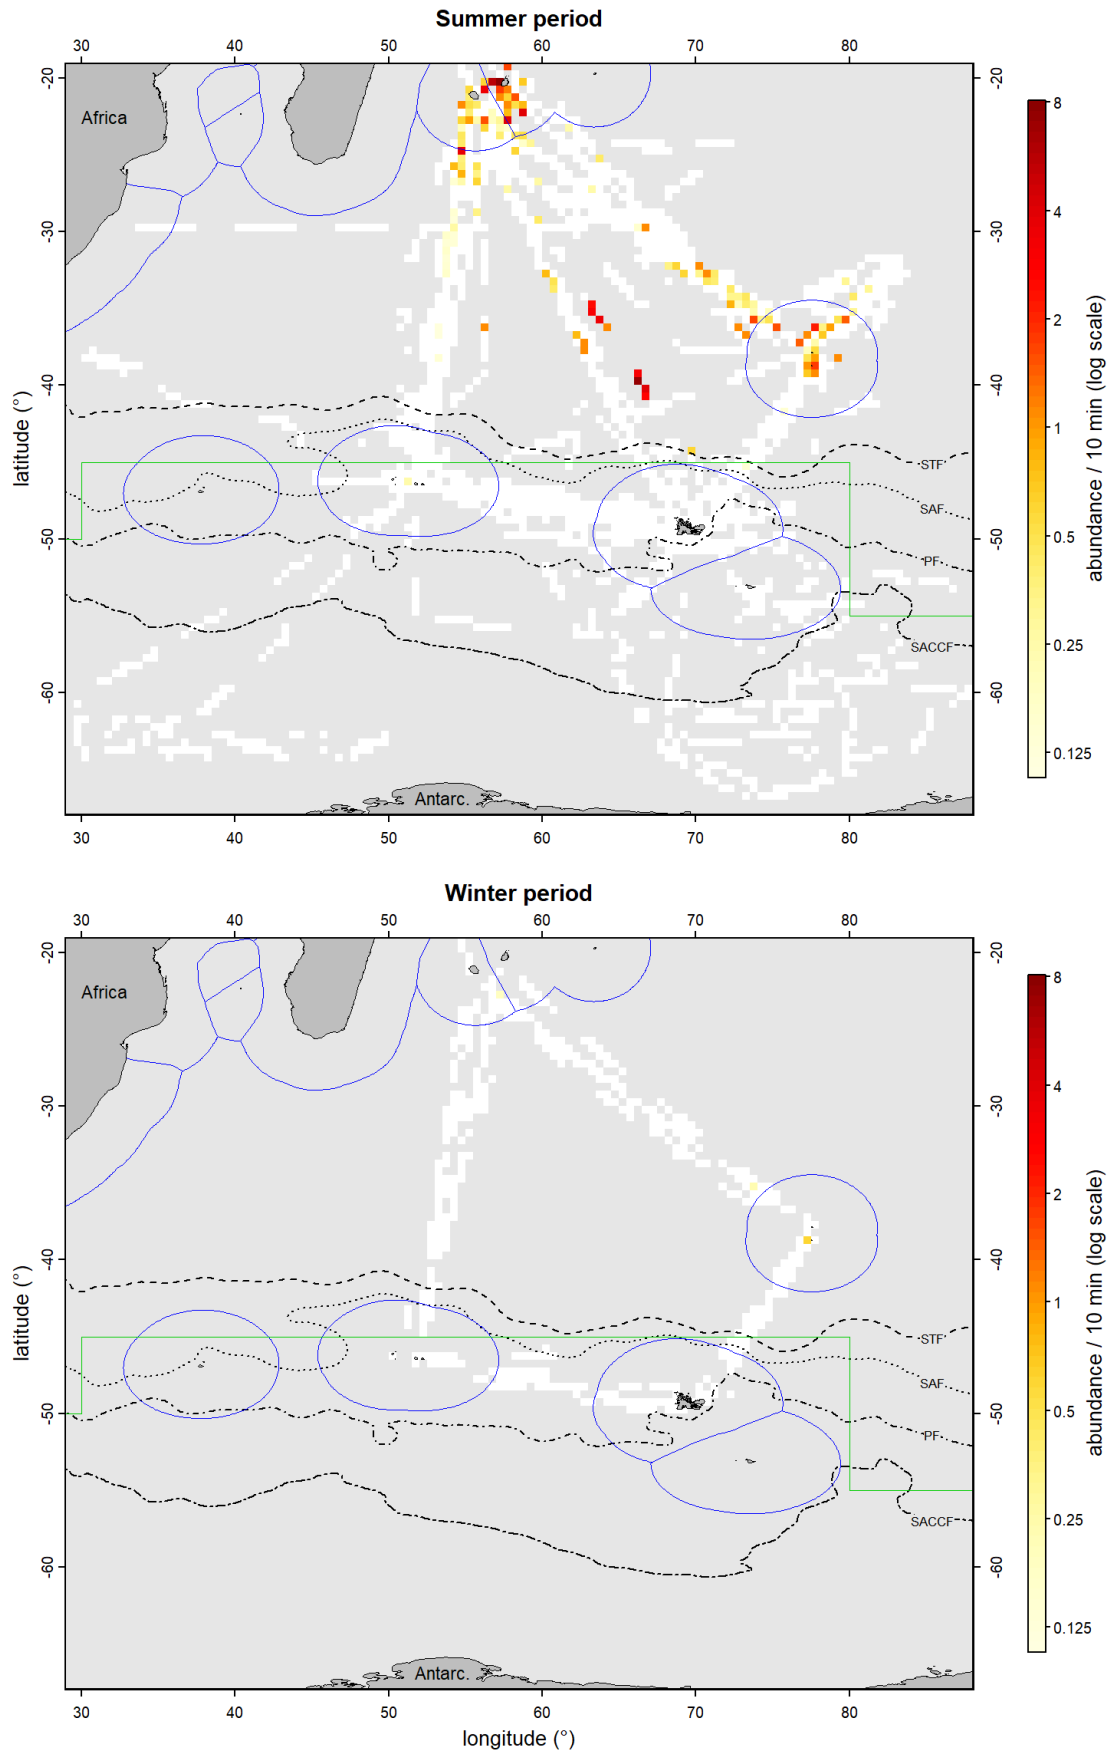 Summer period
30 40 50 60 70 80
-20 -30 -40 -50 -60
latitude (°)
Africa
Antarc.
STF
SAF
PF
SACCF
-20 -30 -40 -50 -60
30 40 50 60 70 80
8
4
2
1
0.5
0.25
0.125
abundance / 10 min (log scale)
Winter period
30 40 50 60 70 80
-20 -30 -40 -50 -60
latitude (°)
Africa
Antarc.
STF
SAF
PF
SACCF
-20 -30 -40 -50 -60
30 40 50 60 70 80
longitude (°)
8
4
2
1
0.5
0.25
0.125
abundance / 10 min (log scale)